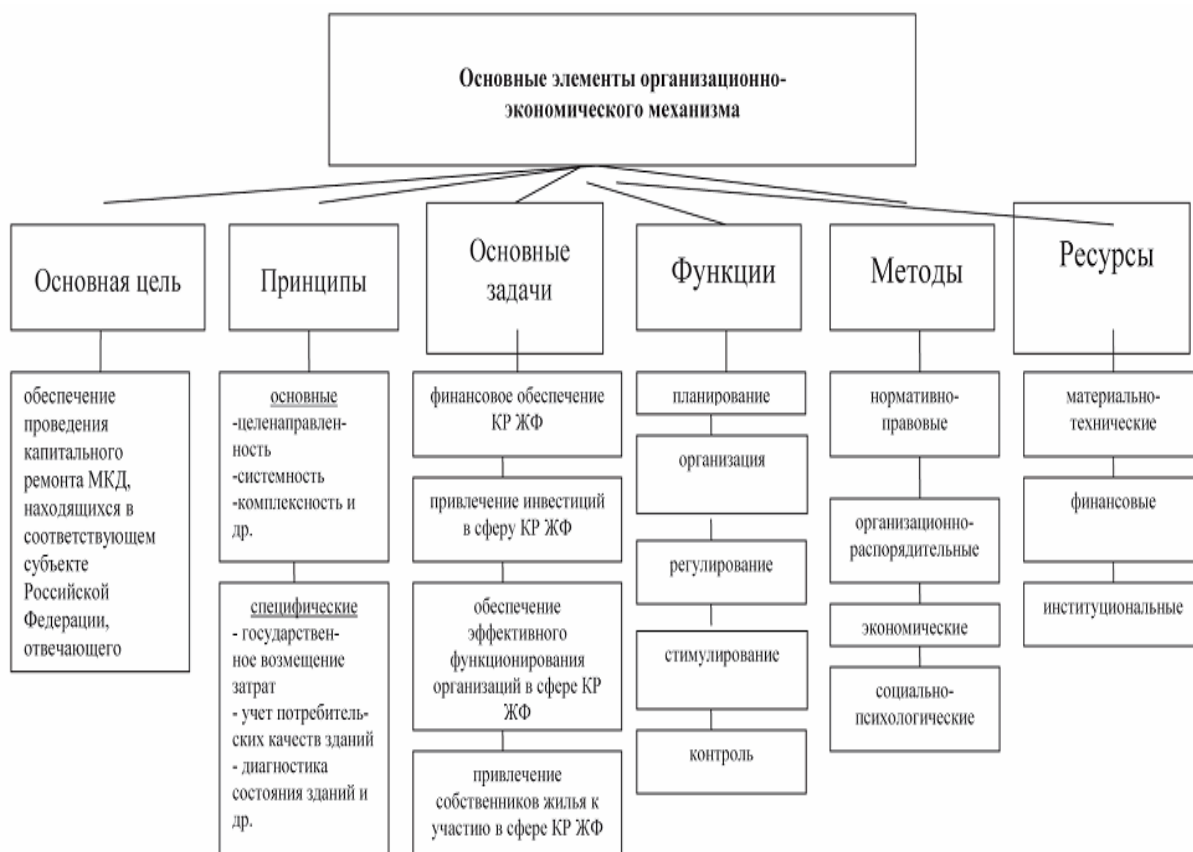 Основные элементы организационно-
экономического механизма
Основная цель
обеспечение
проведения
капитального
ремонта МКД,
находящихся в
соответствующем
субъекте
Российской
Федерации,
отвечающего
Принципы
основные
-целенаправлен-
ность
-системность
-комплексность и
др.
специфические
- государствен-
ное возмещение
затрат
- учет потребитель-
ских качеств зданий
- диагностика
состояния зданий и
др.
Основные
задачи
финансовое обеспечение
КР ЖФ
привлечение инвестиций
в сферу КР ЖФ
обеспечение
эффективного
функционирования
организаций в сфере КР
ЖФ
привлечение
собственников жилья к
участию в сфере КР ЖФ
Функции
планирование
организация
регулирование
стимулирование
контроль
Методы
нормативно-
правовые
организационно-
распорядительные
экономические
социально-
психологические
Ресурсы
материально-
технические
финансовые
институциональные